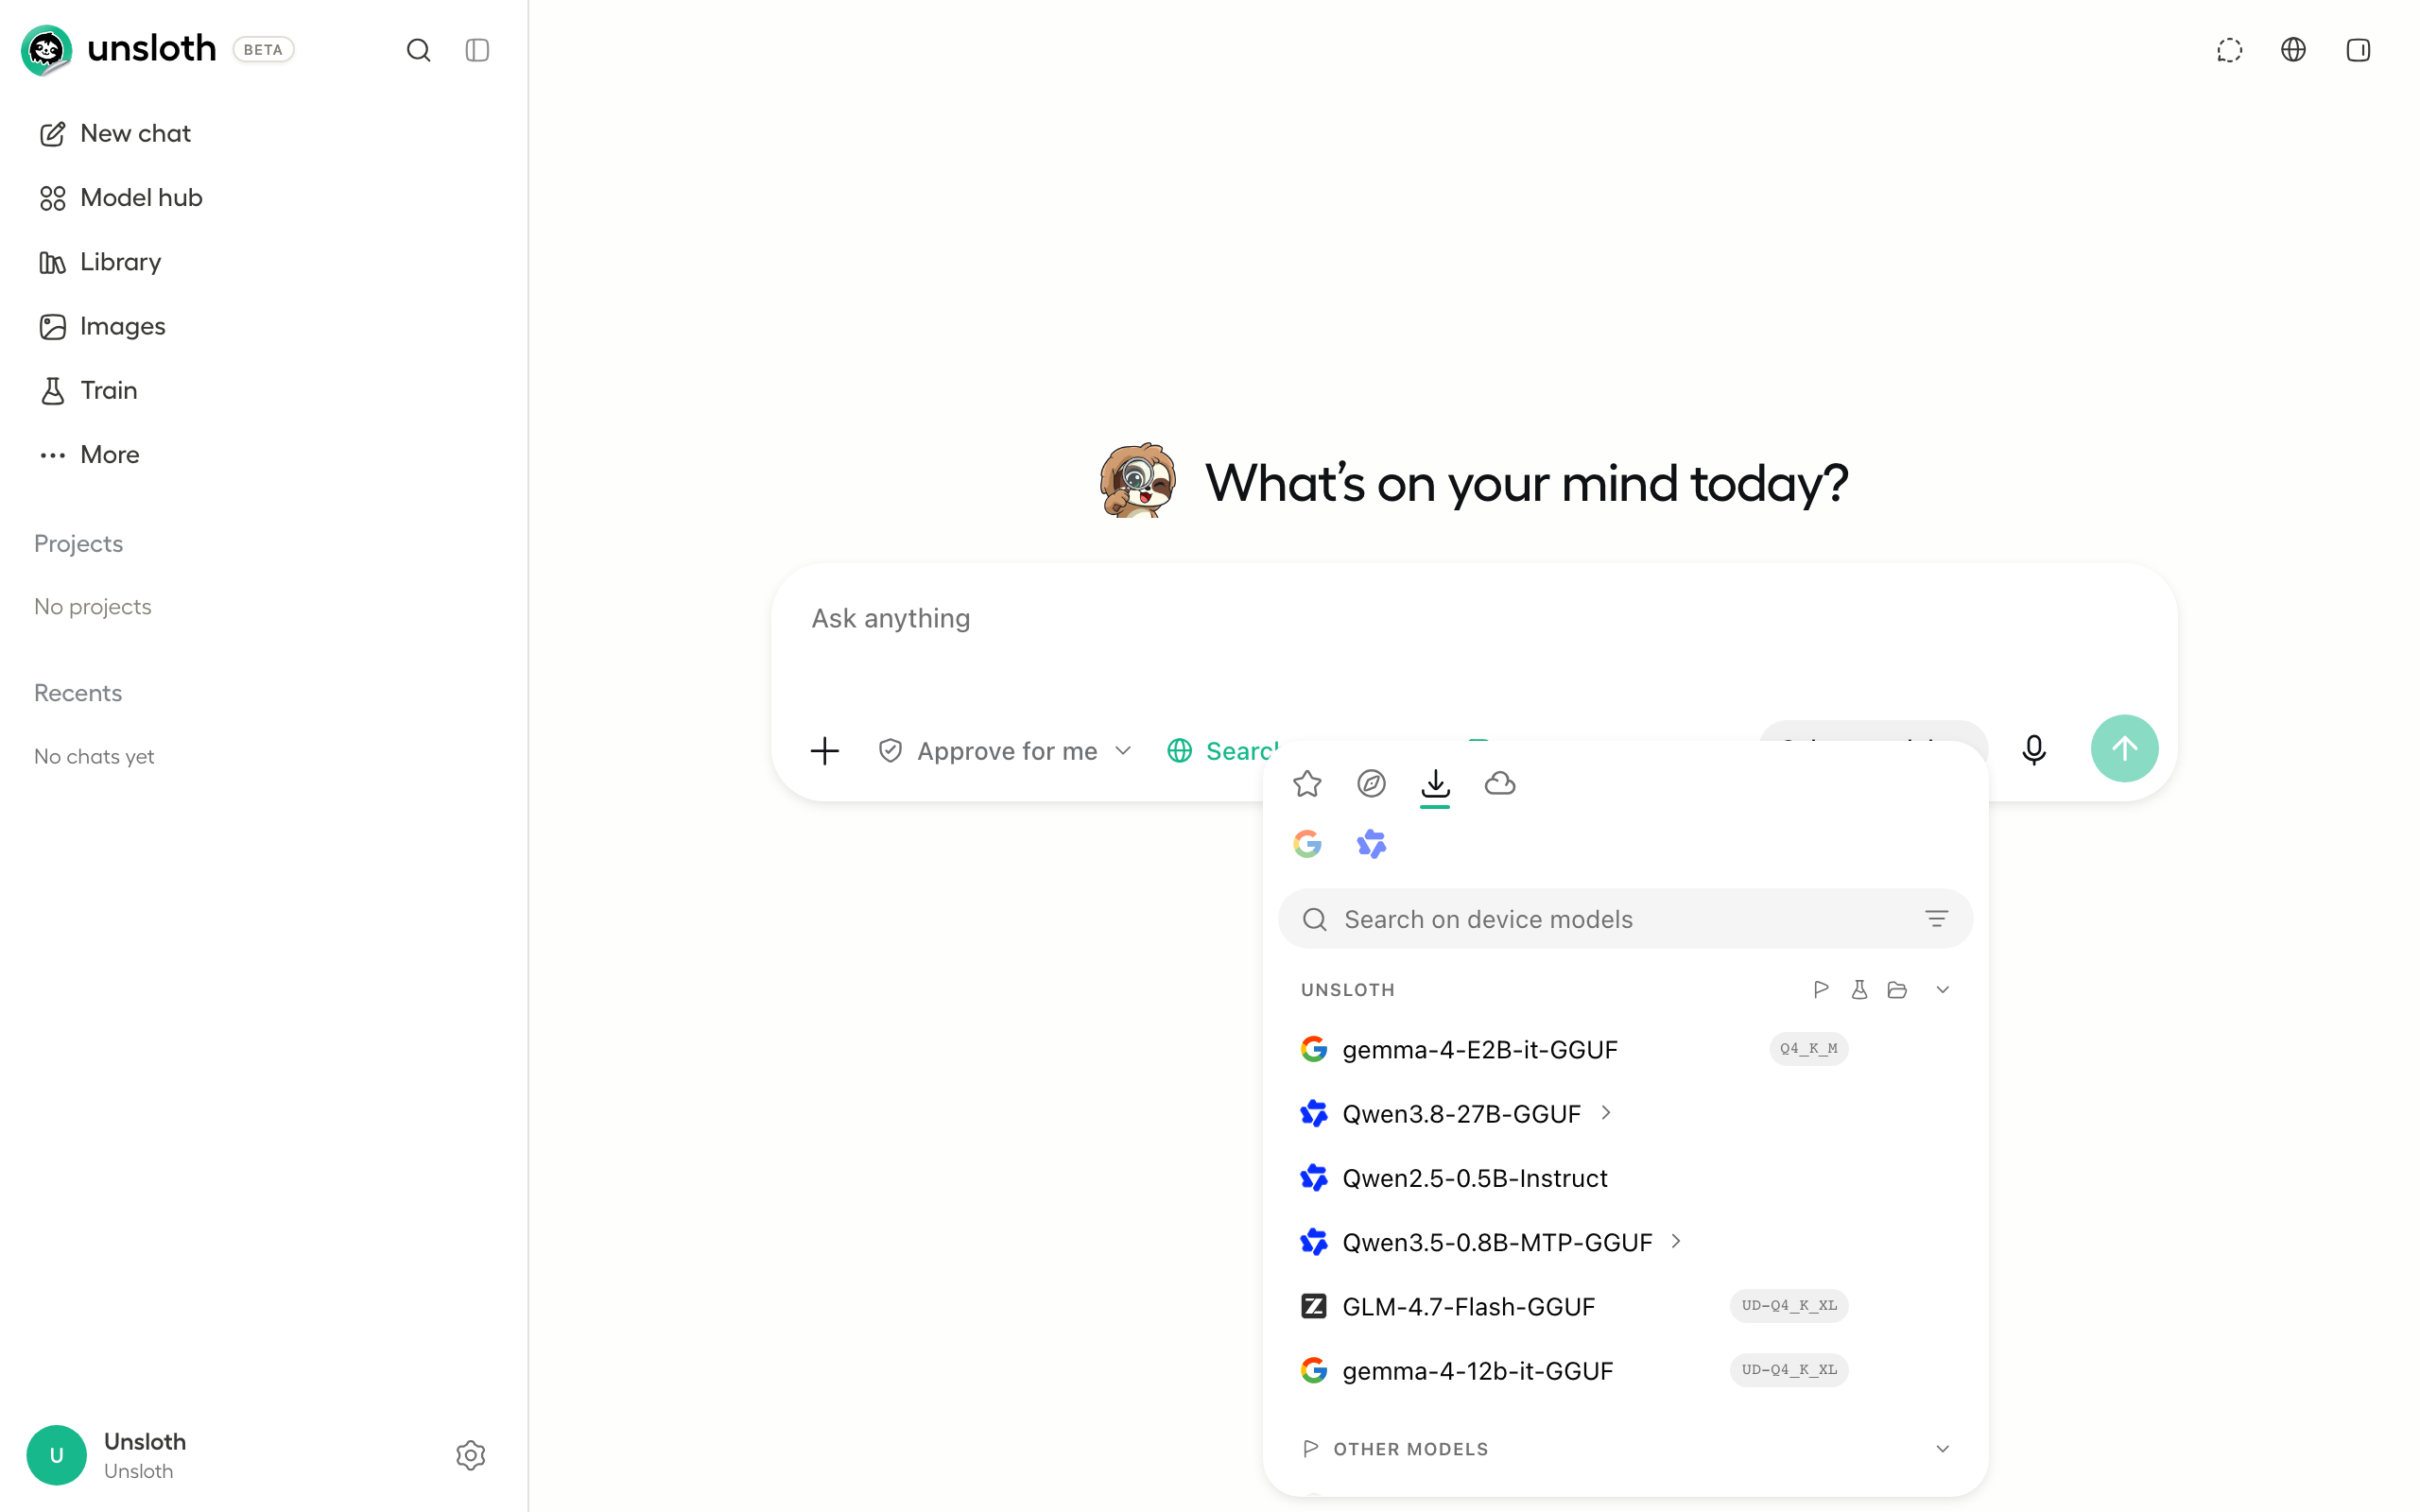 unsloth BETA
New chat
Model hub
Library
Images
Train
More
Projects
No projects
Recents
No chats yet
Unsloth
Unsloth
U
What's on your mind today?
Ask anything
Approve for me
Search
Search on device models
UNSLOTH
gemma-4-E2B-it-GGUF Q4_K_M
Qwen3.8-27B-GGUF
Qwen2.5-0.5B-Instruct
Qwen3.5-0.8B-MTP-GGUF
GLM-4.7-Flash-GGUF UD-Q4_K_XL
gemma-4-12b-it-GGUF UD-Q4_K_XL
OTHER MODELS